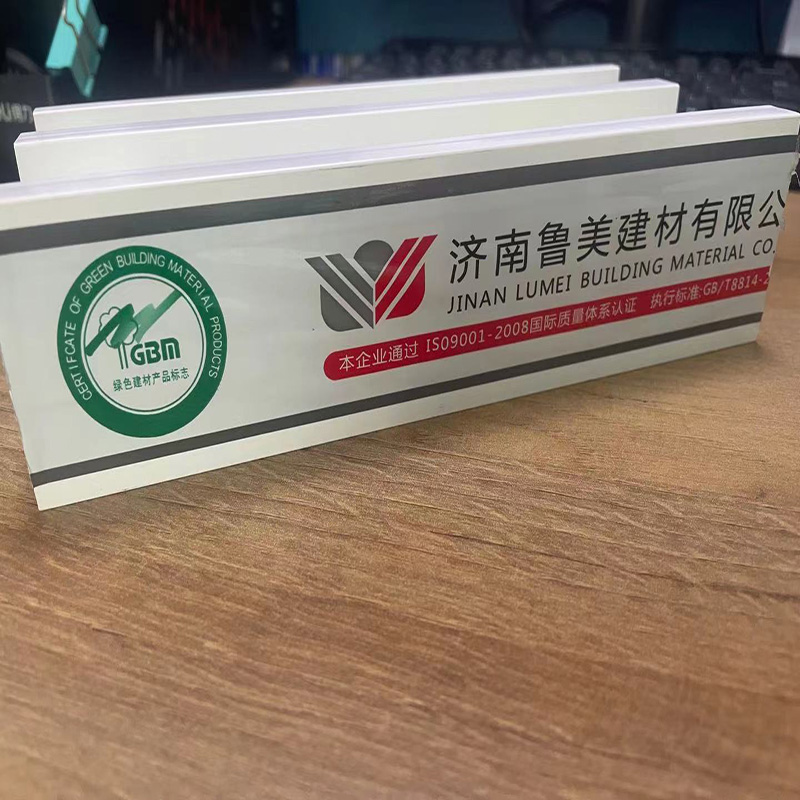 CERTIFCATE OF GREEN BUILDING MATERIAL PRODUCTS
GBM
绿色建材产品标志
济南鲁美建材有限公
JINAN LUMEI BUILDING MATERIAL CO.
本企业通过 ISO9001-2008国际质量体系认证 执行标准:GB/T8814-2